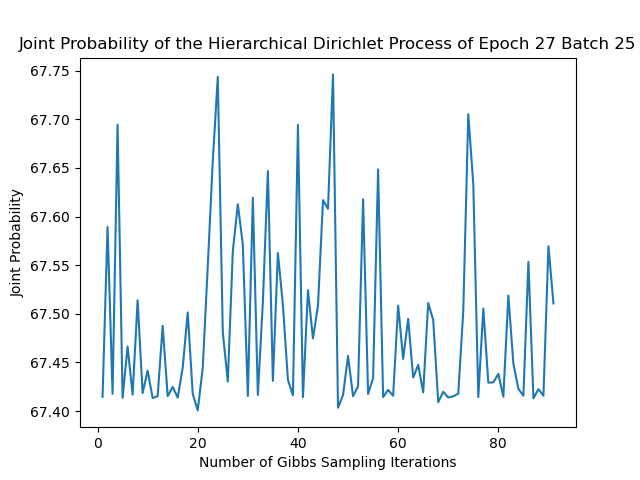 Joint Probability of the Hierarchical Dirichlet Process of Epoch 27 Batch 25
67.75
67.70
67.65
67.60
67.55
67.50
67.45
67.40
Joint Probability
0 20 40 60 80
Number of Gibbs Sampling Iterations